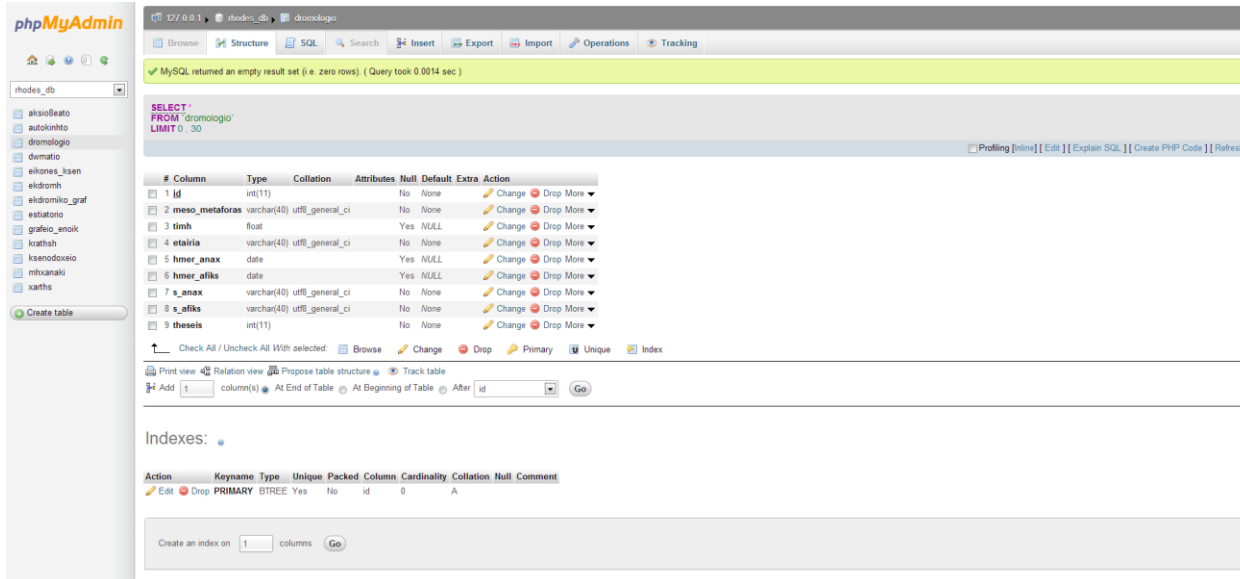 phpMyAdmin
127.0.0.1 rhodes_db dromologio
Browse Structure SQL Search Insert Export Import Operations Tracking
MySQL returned an empty result set (i.e. zero rows). ( Query took 0.0014 sec )
rhodes_db
aksio8eato
autokinhto
dromologio
dwmatio
eikones_ksen
ekdromh
ekdromiko_graf
estiatorio
grafeio_enoik
krathsh
ksenodoxeio
mhxanaki
xarths
Create table
SELECT *
FROM `dromologio`
LIMIT 0 , 30
Profiling [Inline] [ Edit ] [ Explain SQL ] [ Create PHP Code ] [ Refresh
# Column Type Collation Attributes Null Default Extra Action
1 id int(11) No None Change Drop More
2 meso_metaforas varchar(40) utf8_general_ci No None Change Drop More
3 timh float Yes NULL Change Drop More
4 etairia varchar(40) utf8_general_ci No None Change Drop More
5 hmer_anax date Yes NULL Change Drop More
6 hmer_afiks date Yes NULL Change Drop More
7 s_anax varchar(40) utf8_general_ci No None Change Drop More
8 s_afiks varchar(40) utf8_general_ci No None Change Drop More
9 theseis int(11) No None Change Drop More
Check All / Uncheck All With selected: Browse Change Drop Primary Unique Index
Print view Relation view Propose table structure Track table
Add 1 column(s) At End of Table At Beginning of Table After id Go
Indexes:
Action Keyname Type Unique Packed Column Cardinality Collation Null Comment
Edit Drop PRIMARY BTREE Yes No id 0 A
Create an index on 1 columns Go